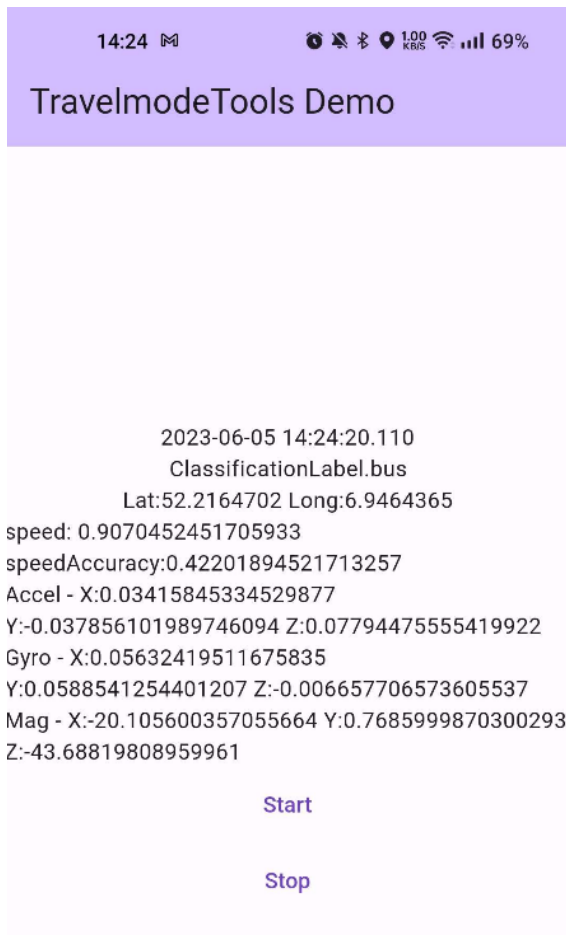 14:24 1.00 KB/S 69%
TravelmodeTools Demo
2023-06-05 14:24:20.110
ClassificationLabel.bus
Lat:52.2164702 Long:6.9464365
speed: 0.9070452451705933
speedAccuracy:0.42201894521713257
Accel - X:0.03415845334529877
Y:-0.037856101989746094 Z:0.07794475555419922
Gyro - X:0.05632419511675835
Y:0.0588541254401207 Z:-0.006657706573605537
Mag - X:-20.105600357055664 Y:0.7685999870300293
Z:-43.68819808959961
Start
Stop